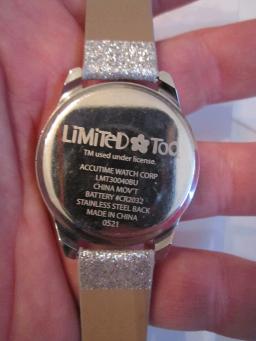 LiMiTeD Too
TM used under license.
ACCUTIME WATCH CORP
LMT30040BU
CHINA MOV'T
BATTERY #CR2032
STAINLESS STEEL BACK
MADE IN CHINA
0521